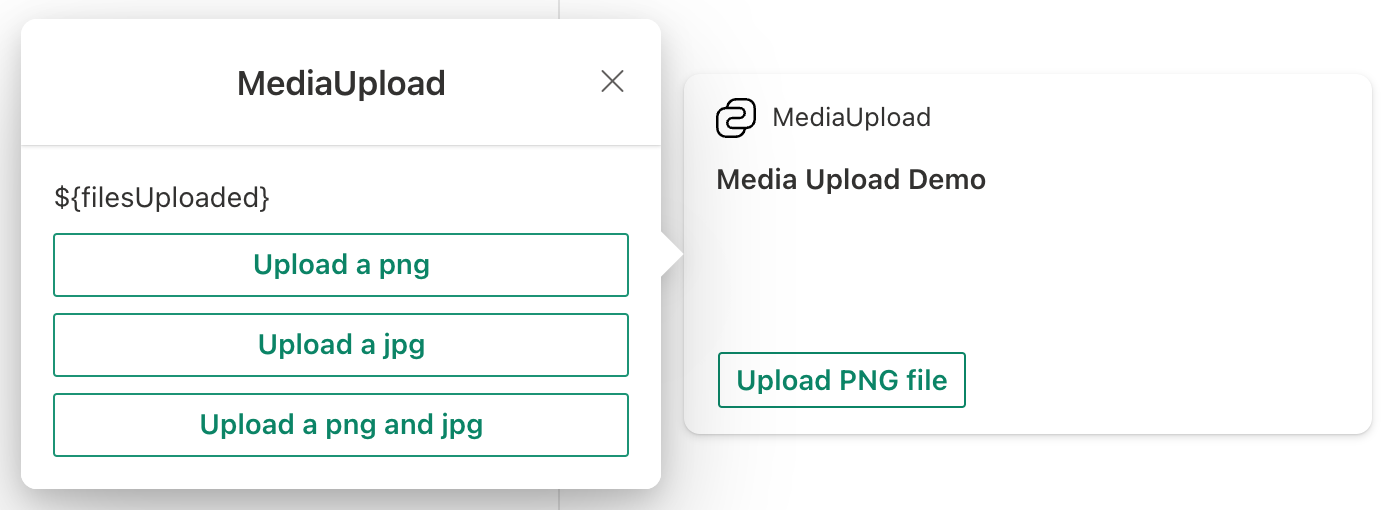 MediaUpload
${filesUploaded}
Upload a png
Upload a jpg
Upload a png and jpg
MediaUpload
Media Upload Demo
Upload PNG file